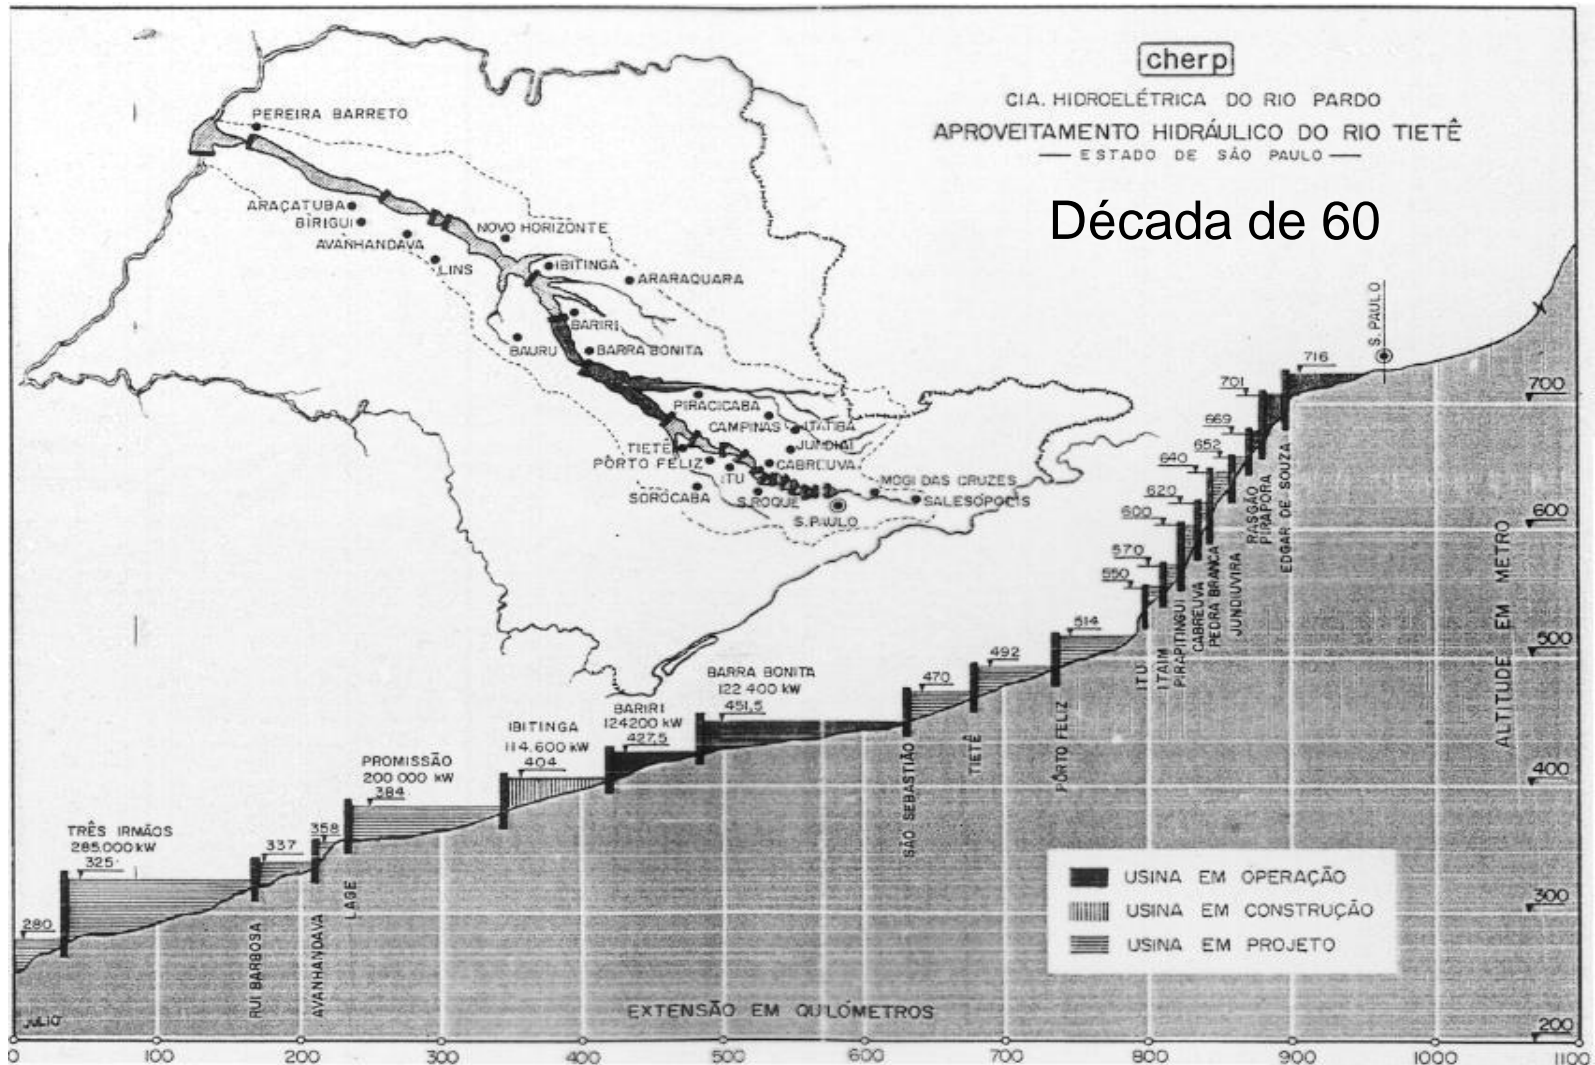 cherp
CIA. HIDROELÉTRICA DO RIO PARDO
APROVEITAMENTO HIDRÁULICO DO RIO TIETÊ
ESTADO DE SÃO PAULO
Década de 60
PEREIRA BARRETO
ARAÇATUBA
BIRIGUI
AVANHANDAVA
LINS
NOVO HORIZONTE
IBITINGA
ARARAQUARA
BARIRI
BAURU
BARRA BONITA
PIRACICABA
CAMPINAS
ITATIBA
JUNDIAÍ
TIETÊ
PÔRTO FELIZ
ITU
CABREUVA
SOROCABA
S.ROQUE
S.PAULO
MOGI DAS CRUZES
SALESÓPOLIS
S. PAULO
716
701
669
652
640
620
600
570
550
514
492
470
BARRA BONITA
122 400 kW
451,5
BARIRI
124200 kW
427,5
IBITINGA
114.600 kW
404
PROMISSÃO
200 000 kW
384
358
337
TRÊS IRMÃOS
285.000 kW
325
280
RUI BARBOSA
AVANHANDAVA
LAGE
SÃO SEBASTIÃO
TIETÊ
PÔRTO FELIZ
ITU
ITAIM
PIRAPITINGUI
CABREUVA
PEDRA BRANCA
JUNDIUVIRA
RASGÃO
PIRAPORA
EDGAR DE SOUZA
ALTITUDE EM METRO
700
600
500
400
300
200
USINA EM OPERAÇÃO
USINA EM CONSTRUÇÃO
USINA EM PROJETO
EXTENSÃO EM QUILÓMETROS
JULIO
0 100 200 300 400 500 600 700 800 900 1000 1100